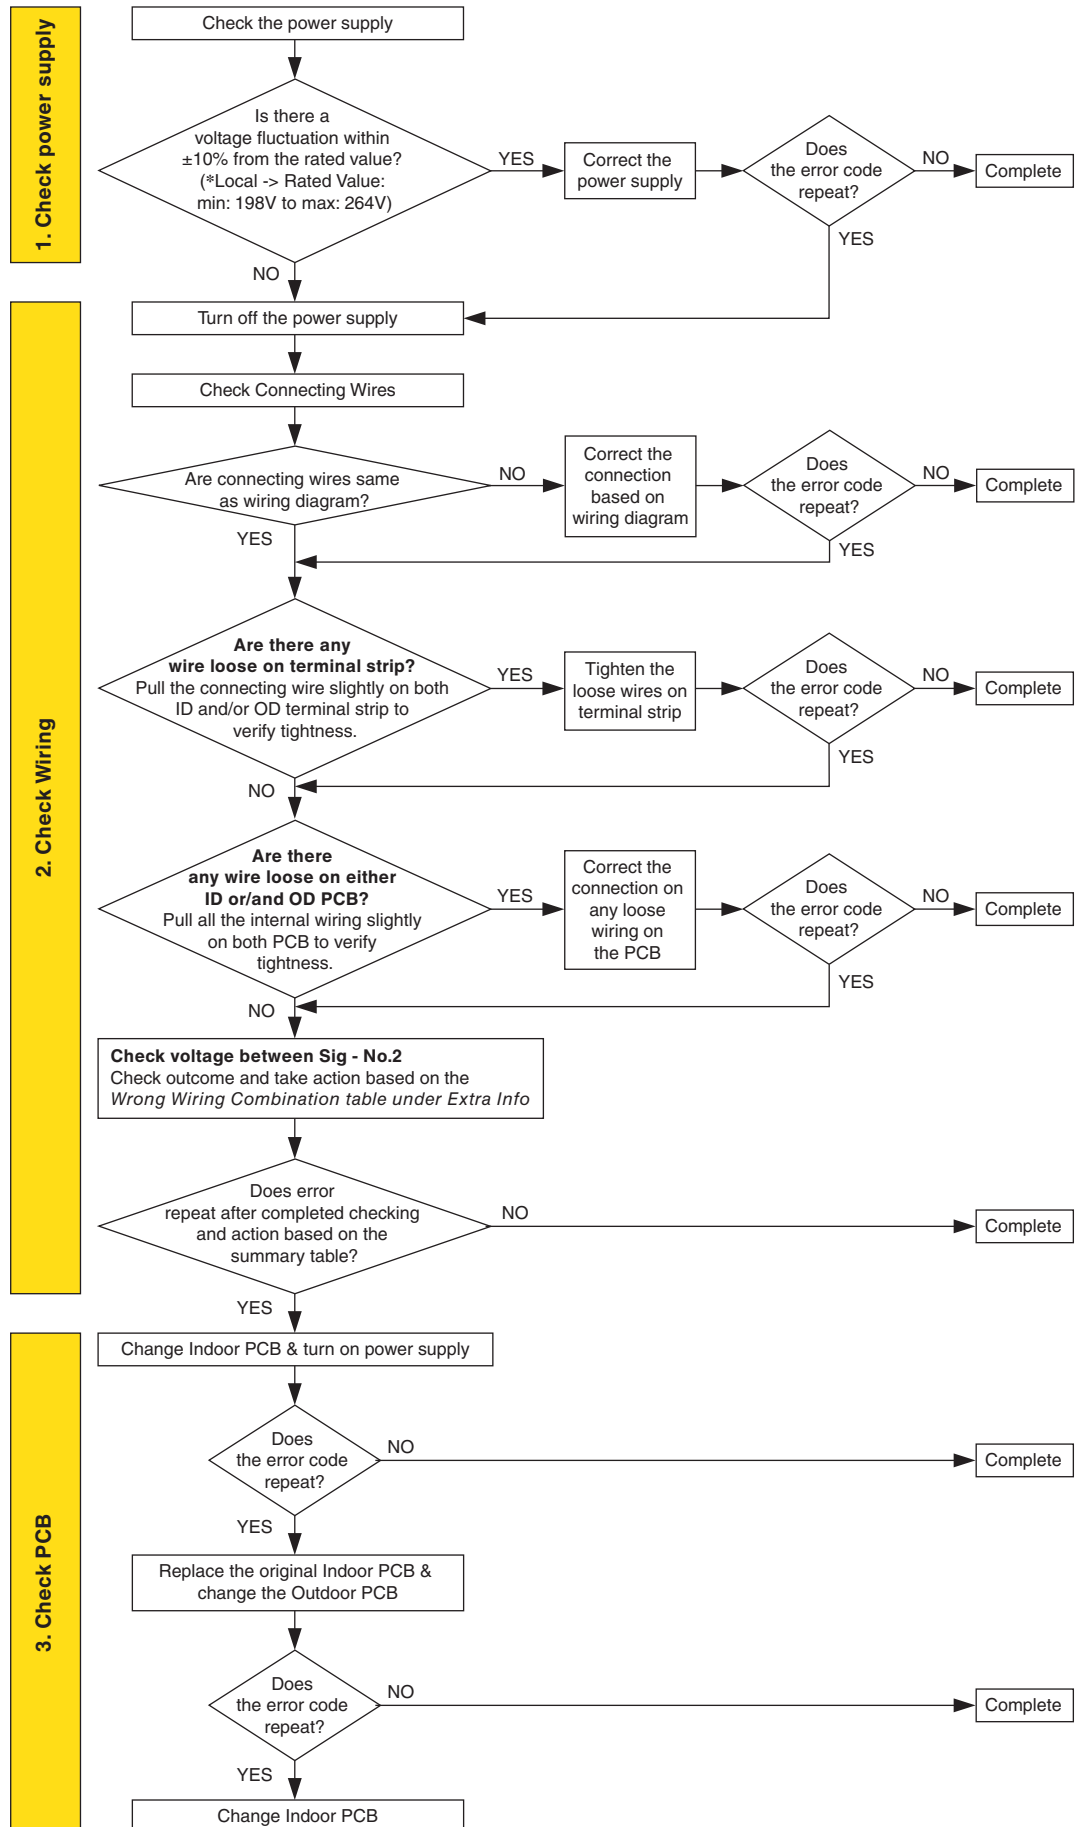 1. Check power supply
Check the power supply
Is there a
voltage fluctuation within
±10% from the rated value?
(*Local -> Rated Value:
min: 198V to max: 264V)
YES
Correct the
power supply
Does
the error code
repeat?
NO
Complete
YES
NO
2. Check Wiring
Turn off the power supply
Check Connecting Wires
Are connecting wires same
as wiring diagram?
NO
Correct the
connection
based on
wiring diagram
Does
the error code
repeat?
NO
Complete
YES
YES
Are there any
wire loose on terminal strip?
Pull the connecting wire slightly on both
ID and/or OD terminal strip to
verify tightness.
YES
Tighten the
loose wires on
terminal strip
Does
the error code
repeat?
NO
Complete
YES
NO
Are there
any wire loose on either
ID or/and OD PCB?
Pull all the internal wiring slightly
on both PCB to verify
tightness.
YES
Correct the
connection on
any loose
wiring on
the PCB
Does
the error code
repeat?
NO
Complete
YES
NO
Check voltage between Sig - No.2
Check outcome and take action based on the
Wrong Wiring Combination table under Extra Info
Does error
repeat after completed checking
and action based on the
summary table?
NO
Complete
YES
3. Check PCB
Change Indoor PCB & turn on power supply
Does
the error code
repeat?
NO
Complete
YES
Replace the original Indoor PCB &
change the Outdoor PCB
Does
the error code
repeat?
NO
Complete
YES
Change Indoor PCB